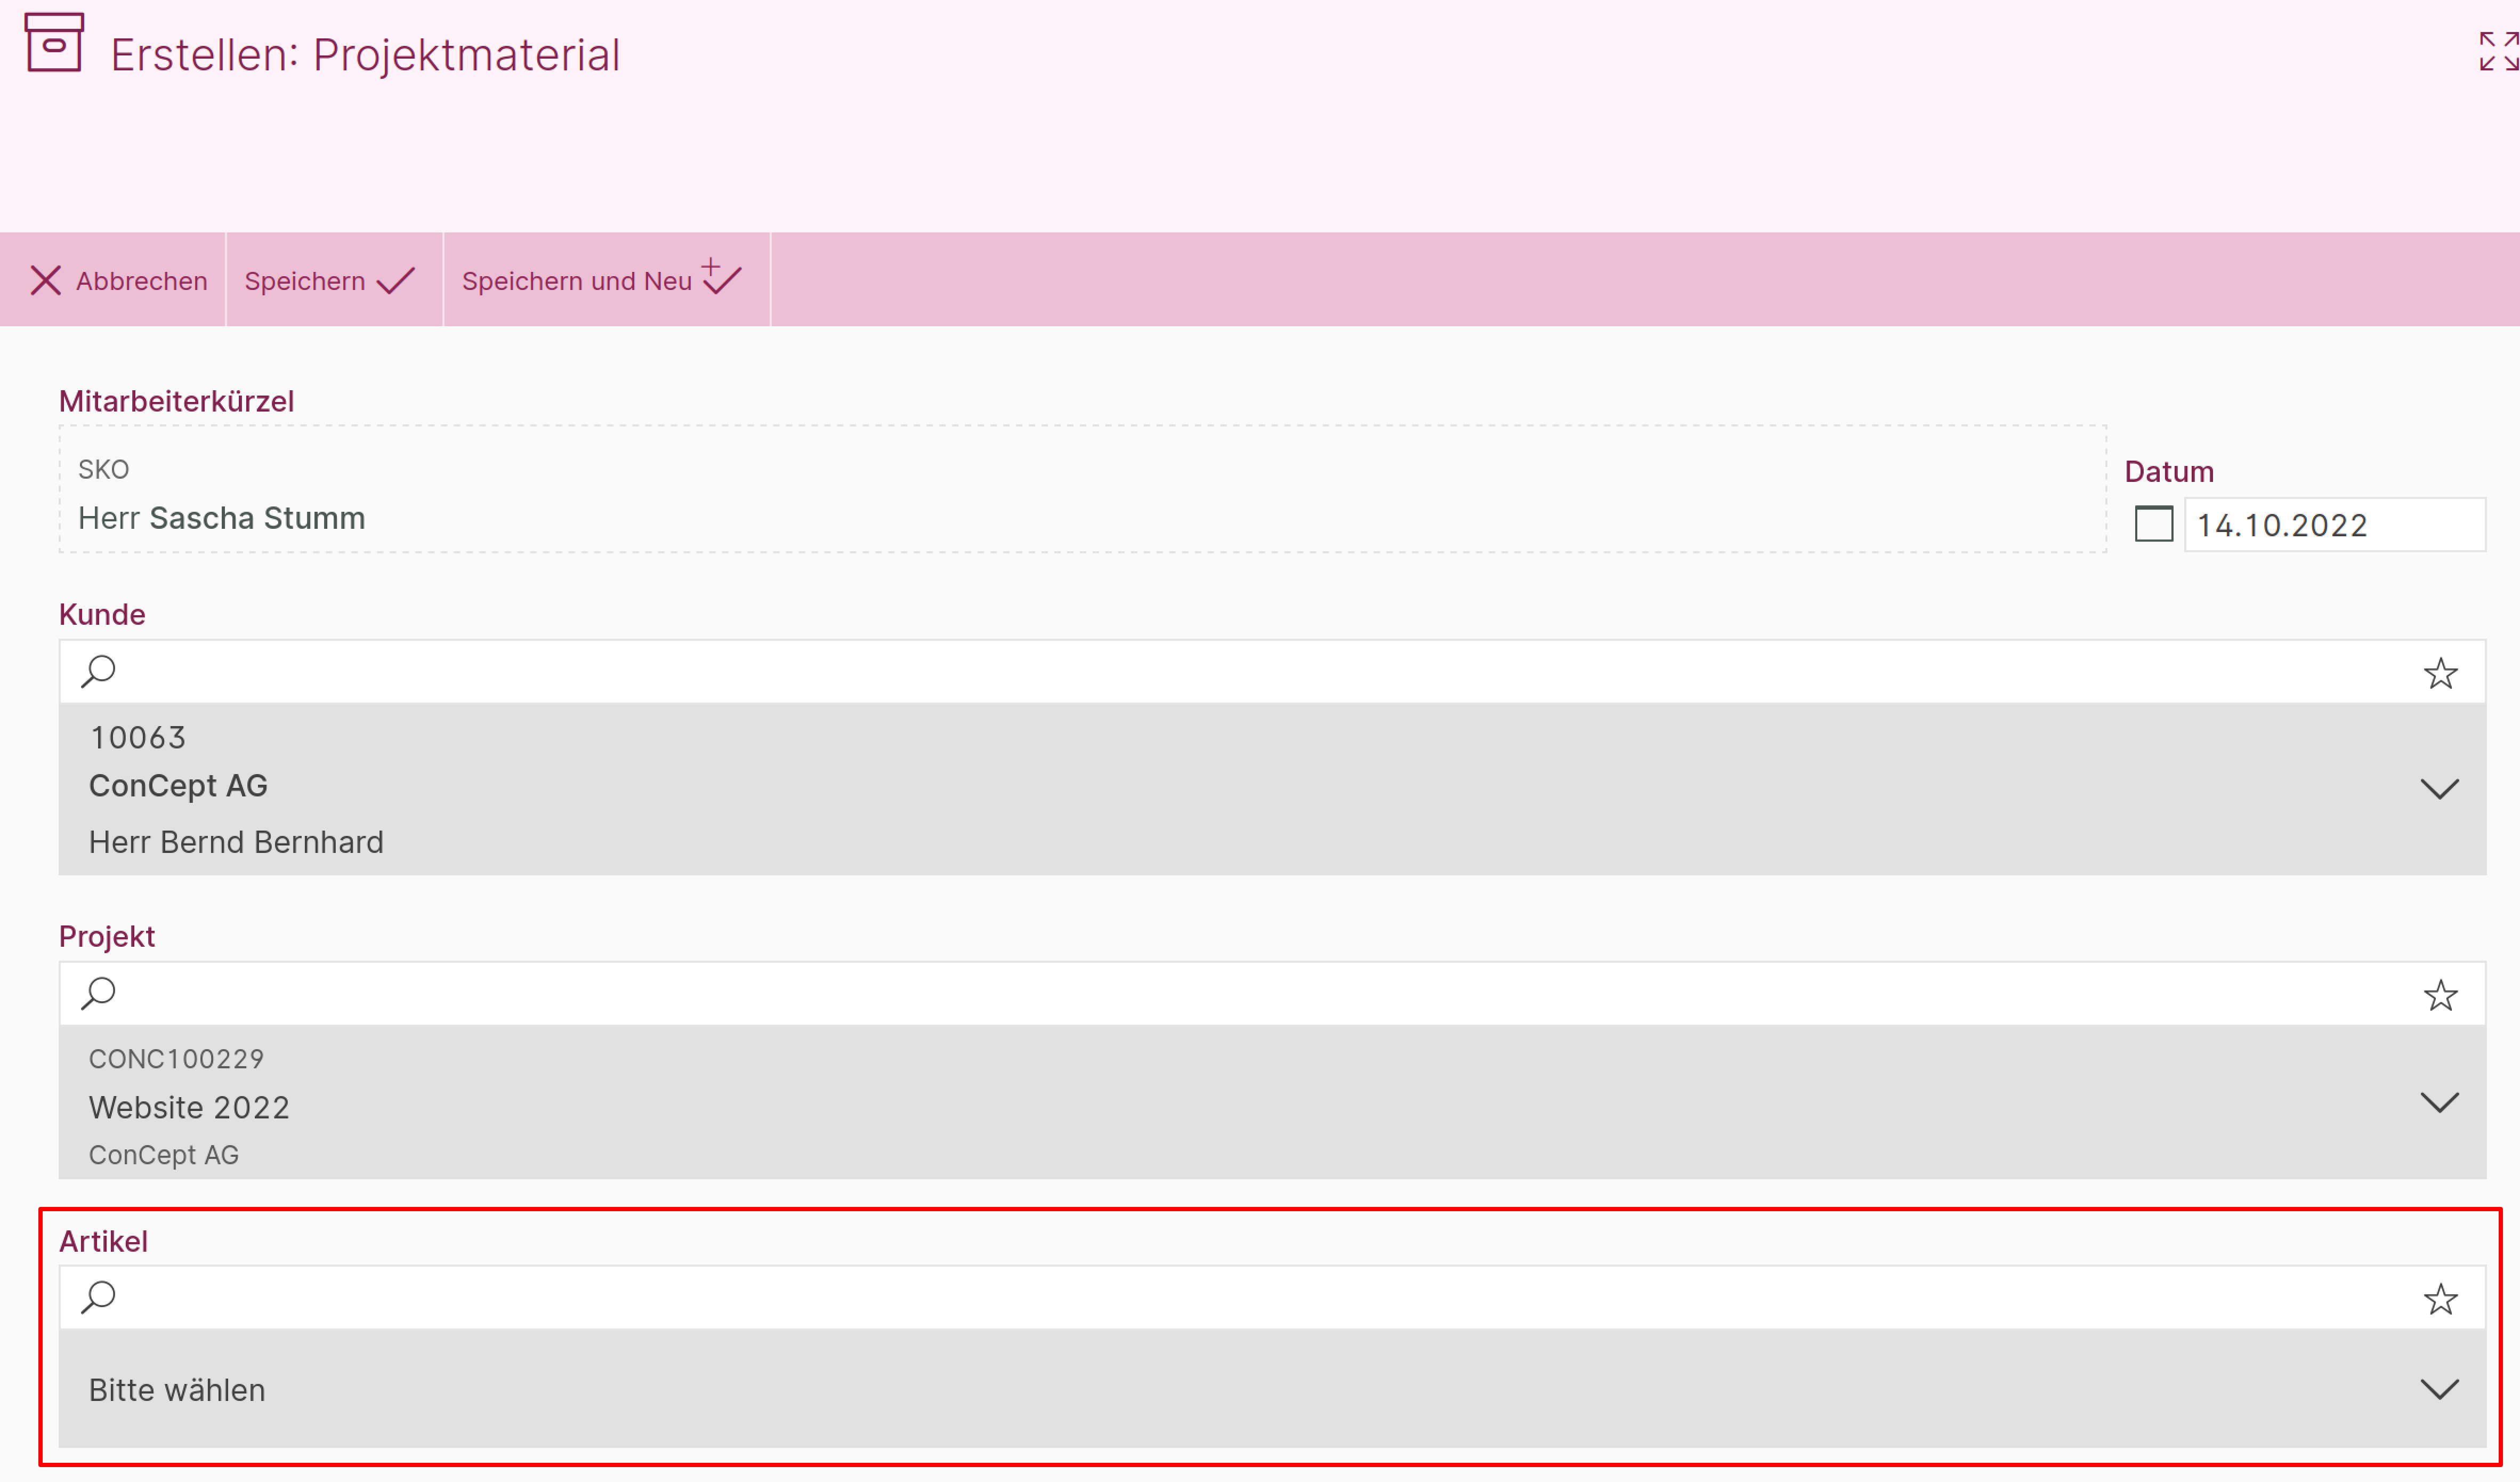 Erstellen: Projektmaterial
Abbrechen
Speichern
Speichern und Neu
Mitarbeiterkürzel
SKO
Herr Sascha Stumm
Datum
14.10.2022
Kunde
10063
ConCept AG
Herr Bernd Bernhard
Projekt
CONC100229
Website 2022
ConCept AG
Artikel
Bitte wählen